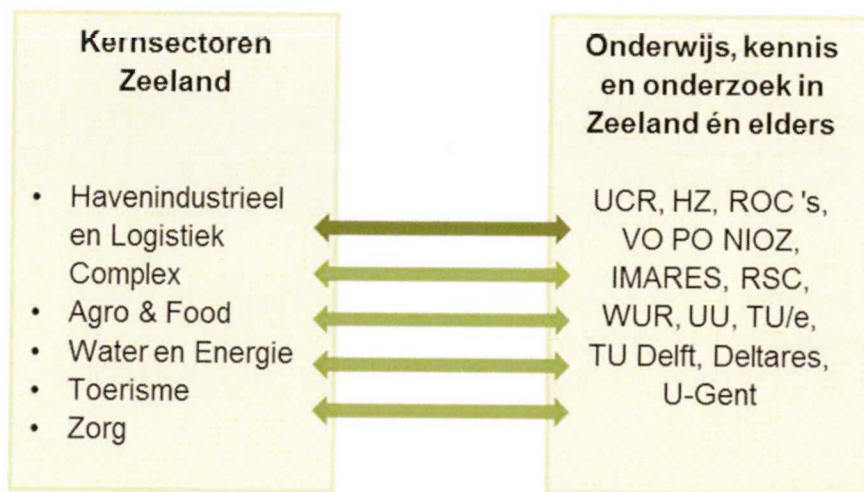 Kernsectoren
Zeeland
• Havenindustrieel
en Logistiek
Complex
• Agro & Food
• Water en Energie
• Toerisme
• Zorg
Onderwijs, kennis
en onderzoek in
Zeeland én elders
UCR, HZ, ROC 's,
VO PO NIOZ,
IMARES, RSC,
WUR, UU, TU/e,
TU Delft, Deltares,
U-Gent